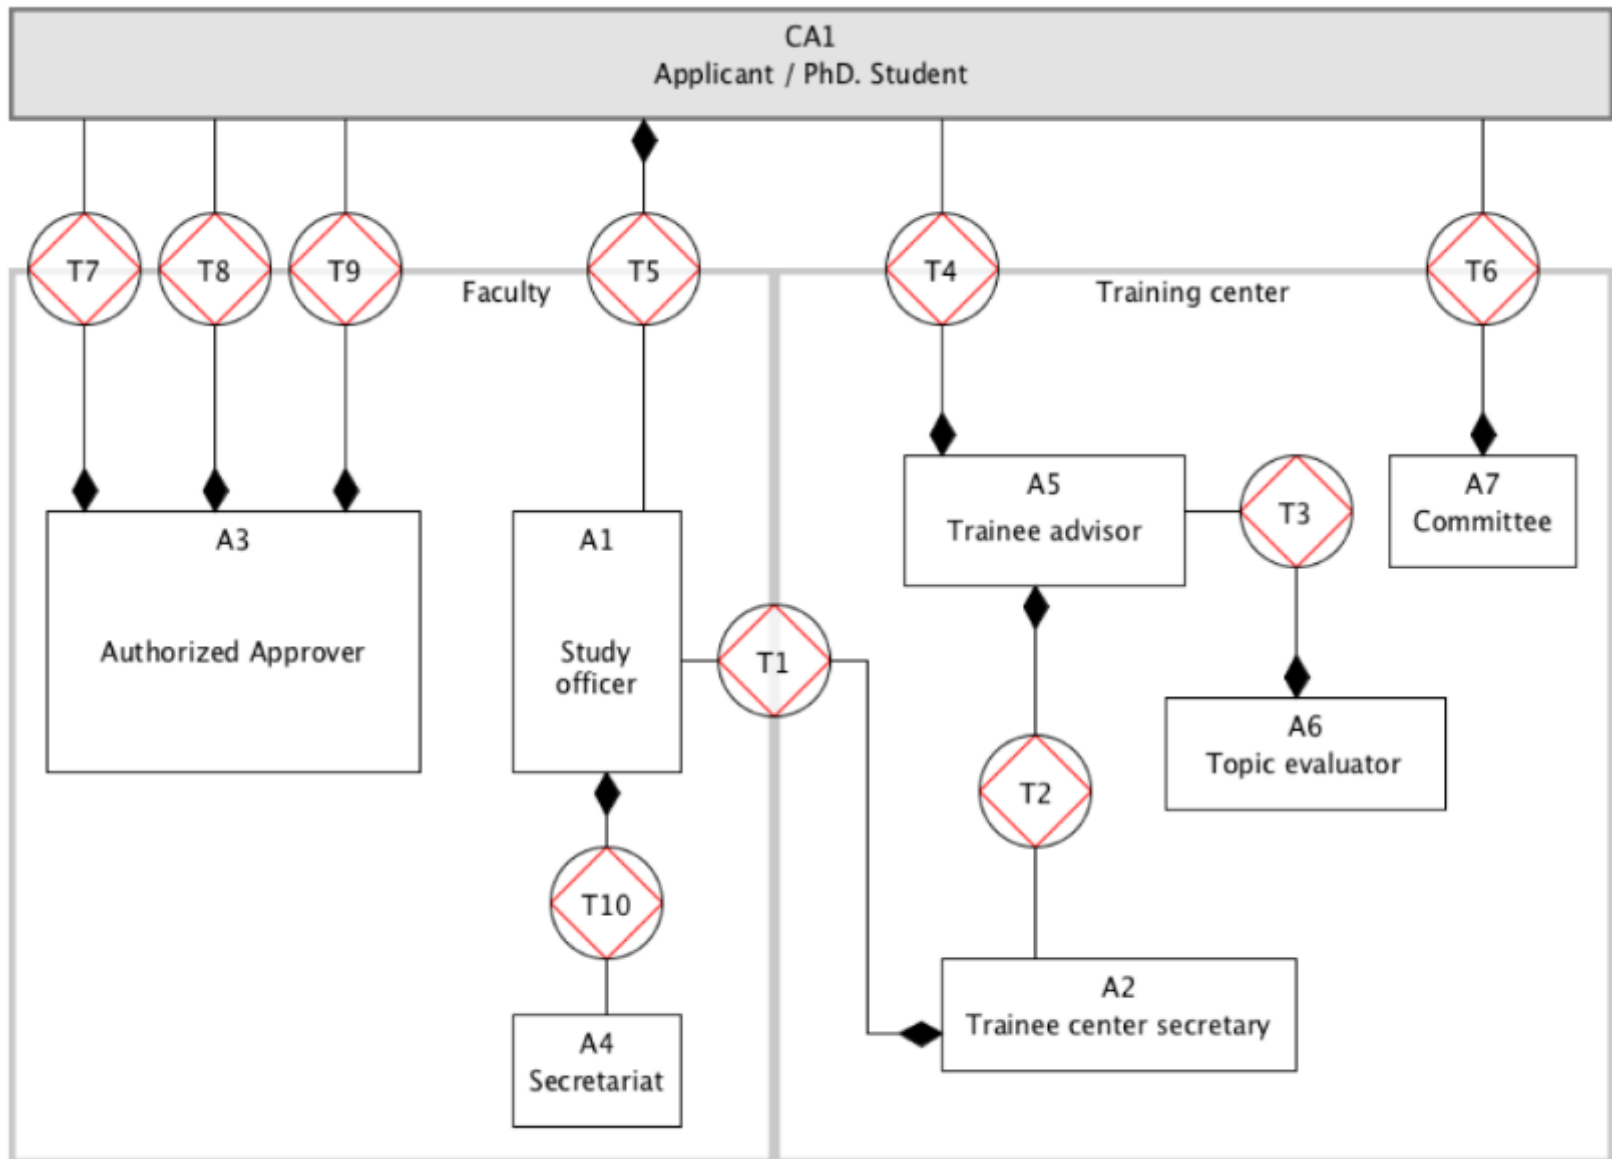 CA1
Applicant / PhD. Student
T7
T8
T9
T5
T4
T6
Faculty
Training center
A3
Authorized Approver
A1
Study
officer
T1
A5
Trainee advisor
T3
A7
Committee
A6
Topic evaluator
T2
T10
A2
Trainee center secretary
A4
Secretariat